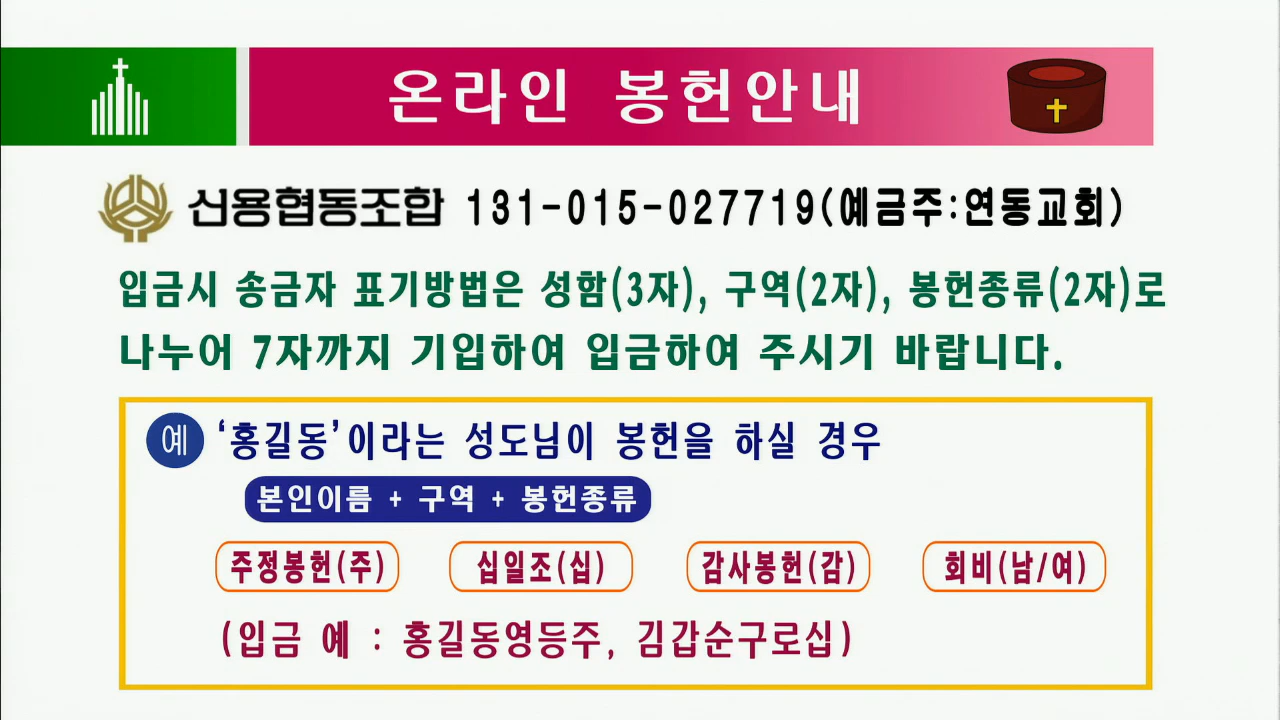 온라인 봉헌안내
신용협동조합 131-015-027719(예금주:연동교회)
입금시 송금자 표기방법은 성함(3자), 구역(2자), 봉헌종류(2자)로
나누어 7자까지 기입하여 입금하여 주시기 바랍니다.
예 '홍길동'이라는 성도님이 봉헌을 하실 경우
본인이름 + 구역 + 봉헌종류
주정봉헌(주) 십일조(십) 감사봉헌(감) 회비(남/여)
(입금 예 : 홍길동영등주, 김갑순구로십)